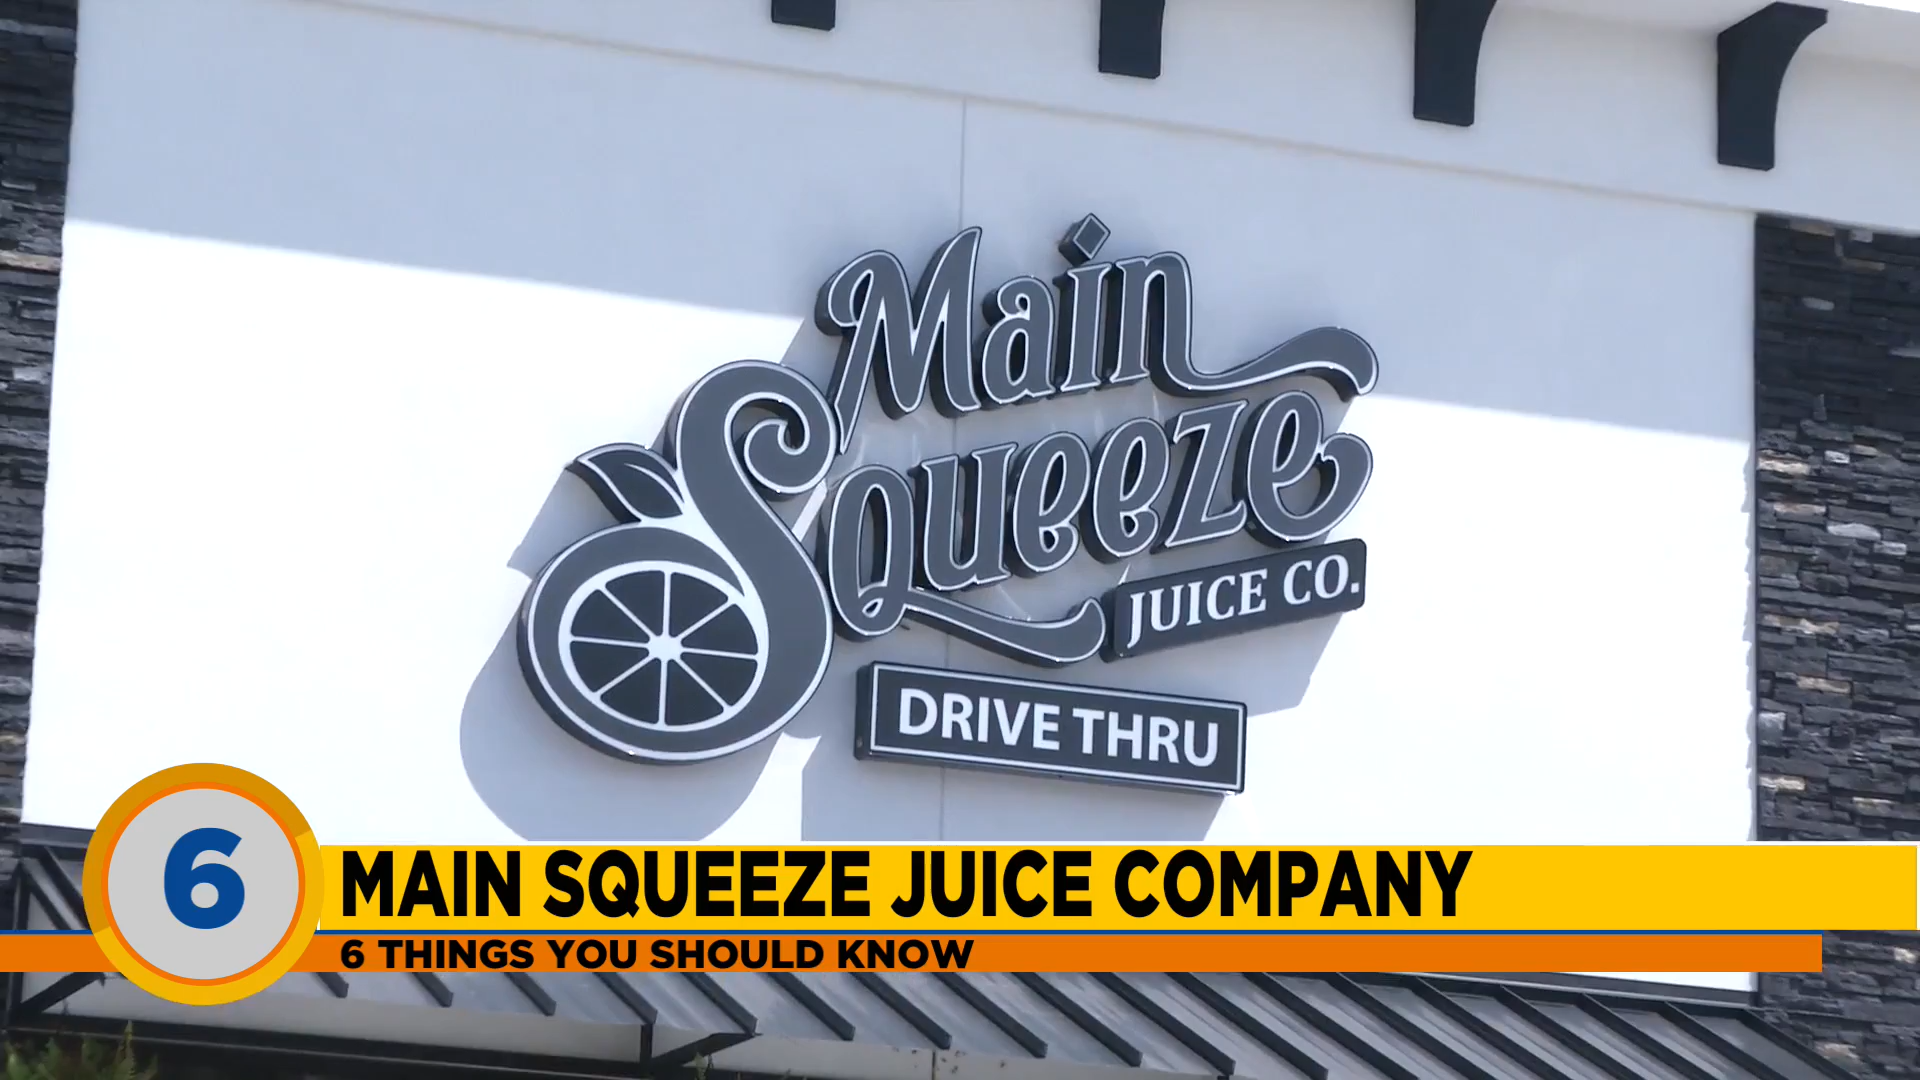 Main
Squeeze
JUICE CO.
DRIVE THRU
6
MAIN SQUEEZE JUICE COMPANY
6 THINGS YOU SHOULD KNOW